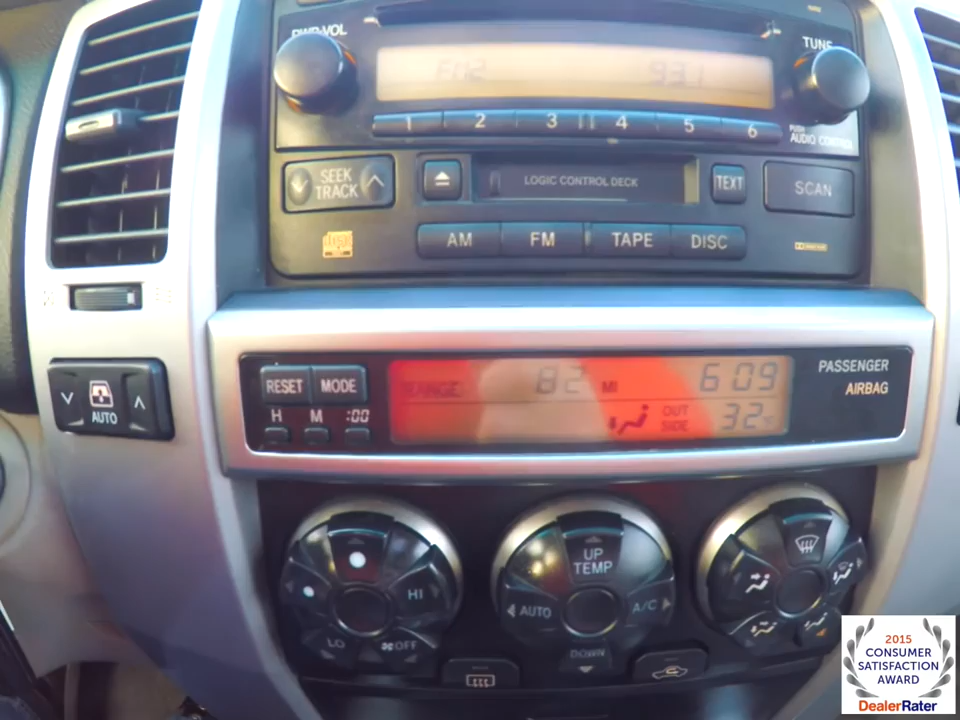 PWR·VOL
TUNE
FM2 93.1
1 2 3 4 5 6
PUSH
AUDIO CONTROL
SEEK
TRACK
LOGIC CONTROL DECK
TEXT
SCAN
AM FM TAPE DISC
RESET MODE
H M :00
RANGE 82 MI 6 09
OUT
SIDE
32
PASSENGER
AIRBAG
AUTO
HI
LO
OFF
UP
TEMP
AUTO
A/C
DOWN
2015
CONSUMER
SATISFACTION
AWARD
DealerRater